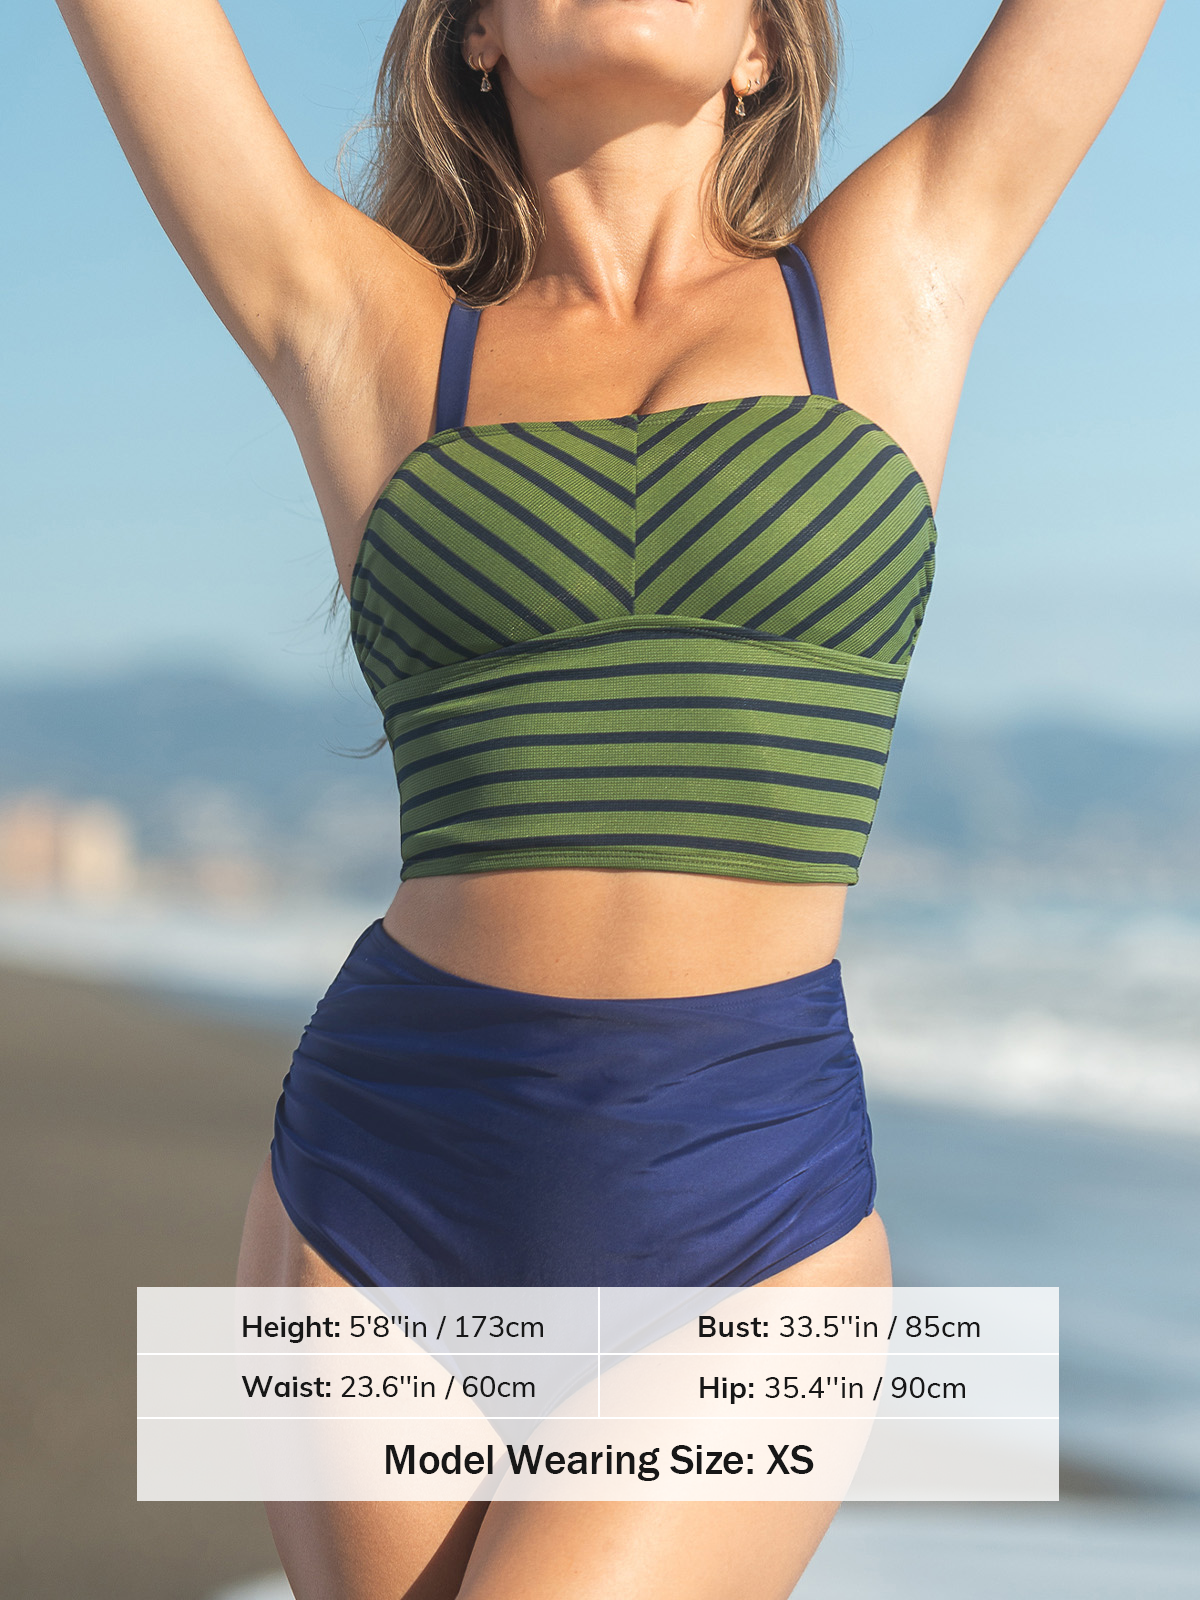 Height: 5'8''in / 173cm
Bust: 33.5''in / 85cm
Waist: 23.6''in / 60cm
Hip: 35.4''in / 90cm
Model Wearing Size: XS